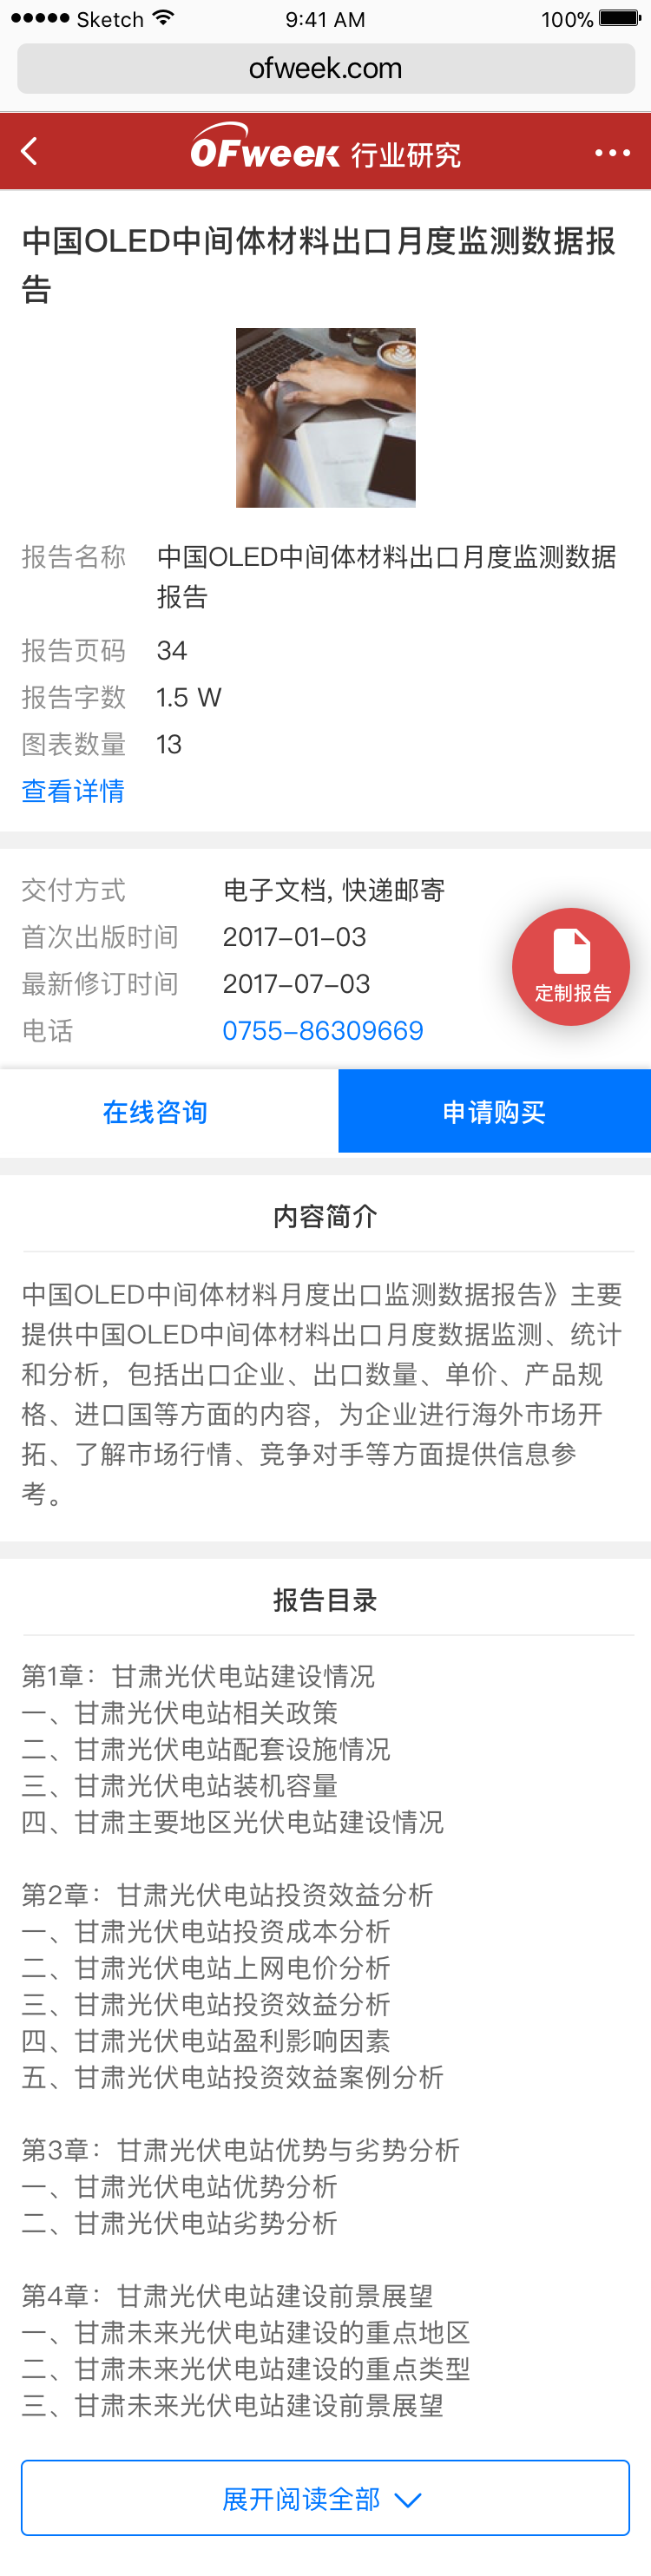 Sketch 9:41 AM 100%
ofweek.com
OFweek 行业研究
中国OLED中间体材料出口月度监测数据报
告
报告名称 中国OLED中间体材料出口月度监测数据
报告
报告页码 34
报告字数 1.5 W
图表数量 13
查看详情
交付方式 电子文档, 快递邮寄
首次出版时间 2017-01-03
最新修订时间 2017-07-03
定制报告
电话 0755-86309669
在线咨询 申请购买
内容简介
中国OLED中间体材料月度出口监测数据报告》主要
提供中国OLED中间体材料出口月度数据监测、统计
和分析，包括出口企业、出口数量、单价、产品规
格、进口国等方面的内容，为企业进行海外市场开
拓、了解市场行情、竞争对手等方面提供信息参
考。
报告目录
第1章：甘肃光伏电站建设情况
一、甘肃光伏电站相关政策
二、甘肃光伏电站配套设施情况
三、甘肃光伏电站装机容量
四、甘肃主要地区光伏电站建设情况
第2章：甘肃光伏电站投资效益分析
一、甘肃光伏电站投资成本分析
二、甘肃光伏电站上网电价分析
三、甘肃光伏电站投资效益分析
四、甘肃光伏电站盈利影响因素
五、甘肃光伏电站投资效益案例分析
第3章：甘肃光伏电站优势与劣势分析
一、甘肃光伏电站优势分析
二、甘肃光伏电站劣势分析
第4章：甘肃光伏电站建设前景展望
一、甘肃未来光伏电站建设的重点地区
二、甘肃未来光伏电站建设的重点类型
三、甘肃未来光伏电站建设前景展望
展开阅读全部